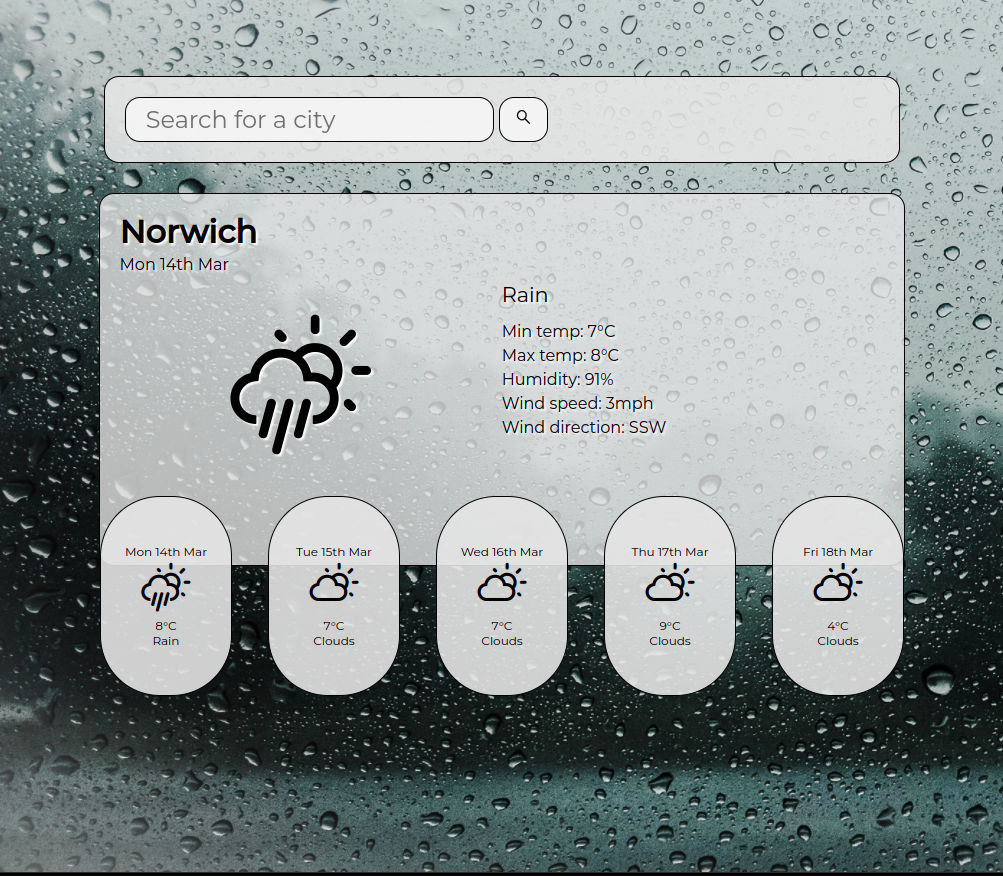 Search for a city
Norwich
Mon 14th Mar
Rain
Min temp: 7°C
Max temp: 8°C
Humidity: 91%
Wind speed: 3mph
Wind direction: SSW
Mon 14th Mar
8°C
Rain
Tue 15th Mar
7°C
Clouds
Wed 16th Mar
7°C
Clouds
Thu 17th Mar
9°C
Clouds
Fri 18th Mar
4°C
Clouds